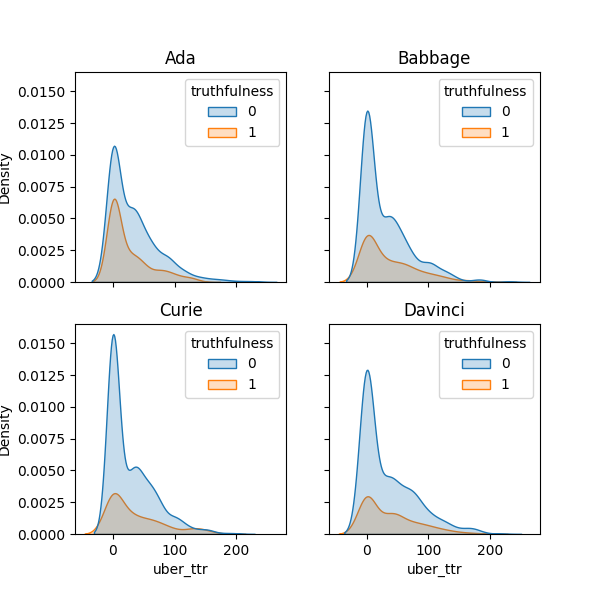 Ada
Density
0.0150
0.0125
0.0100
0.0075
0.0050
0.0025
0.0000
truthfulness
0
1
Babbage
truthfulness
0
1
Curie
Density
0.0150
0.0125
0.0100
0.0075
0.0050
0.0025
0.0000
truthfulness
0
1
0 100 200
uber_ttr
Davinci
truthfulness
0
1
0 100 200
uber_ttr